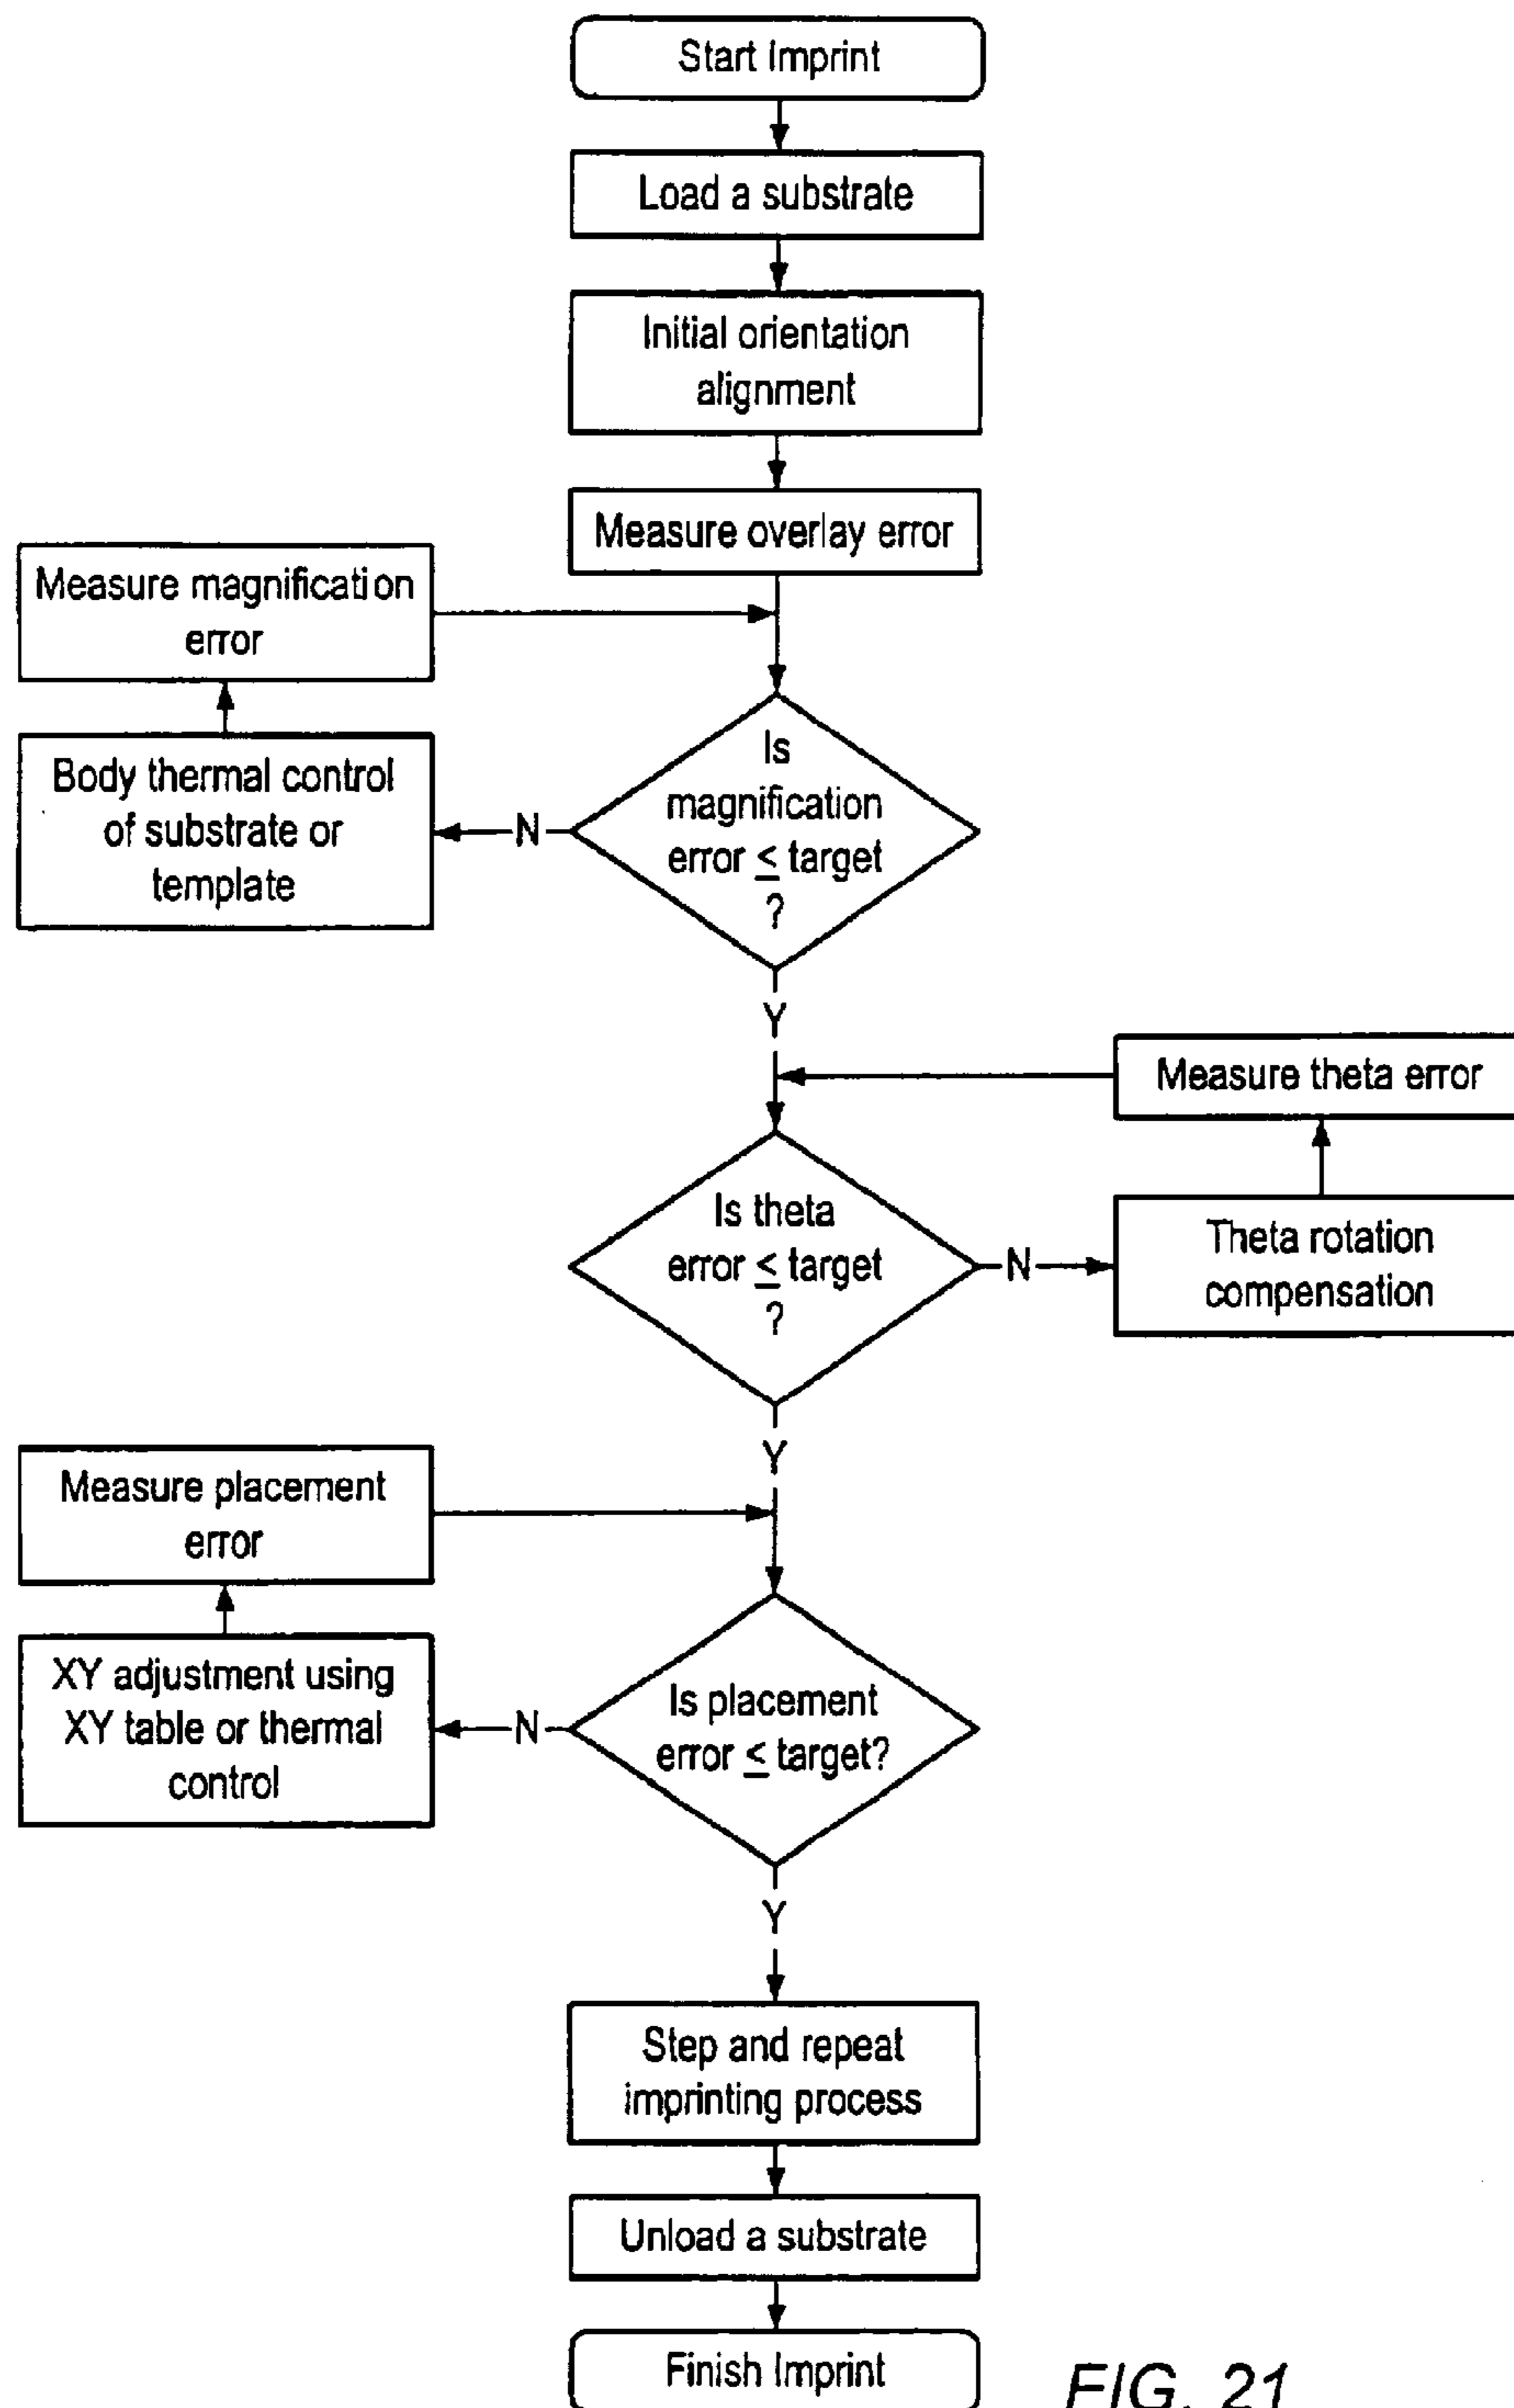 Start Imprint
Load a substrate
Initial orientation
alignment
Measure overlay error
Measure magnification
error
Body thermal control
of substrate or
template
N
Is
magnification
error ≤ target
?
Y
Measure theta error
Is theta
error ≤ target
?
N
Theta rotation
compensation
Y
Measure placement
error
XY adjustment using
XY table or thermal
control
N
Is placement
error ≤ target?
Y
Step and repeat
imprinting process
Unload a substrate
Finish Imprint
FIG. 21